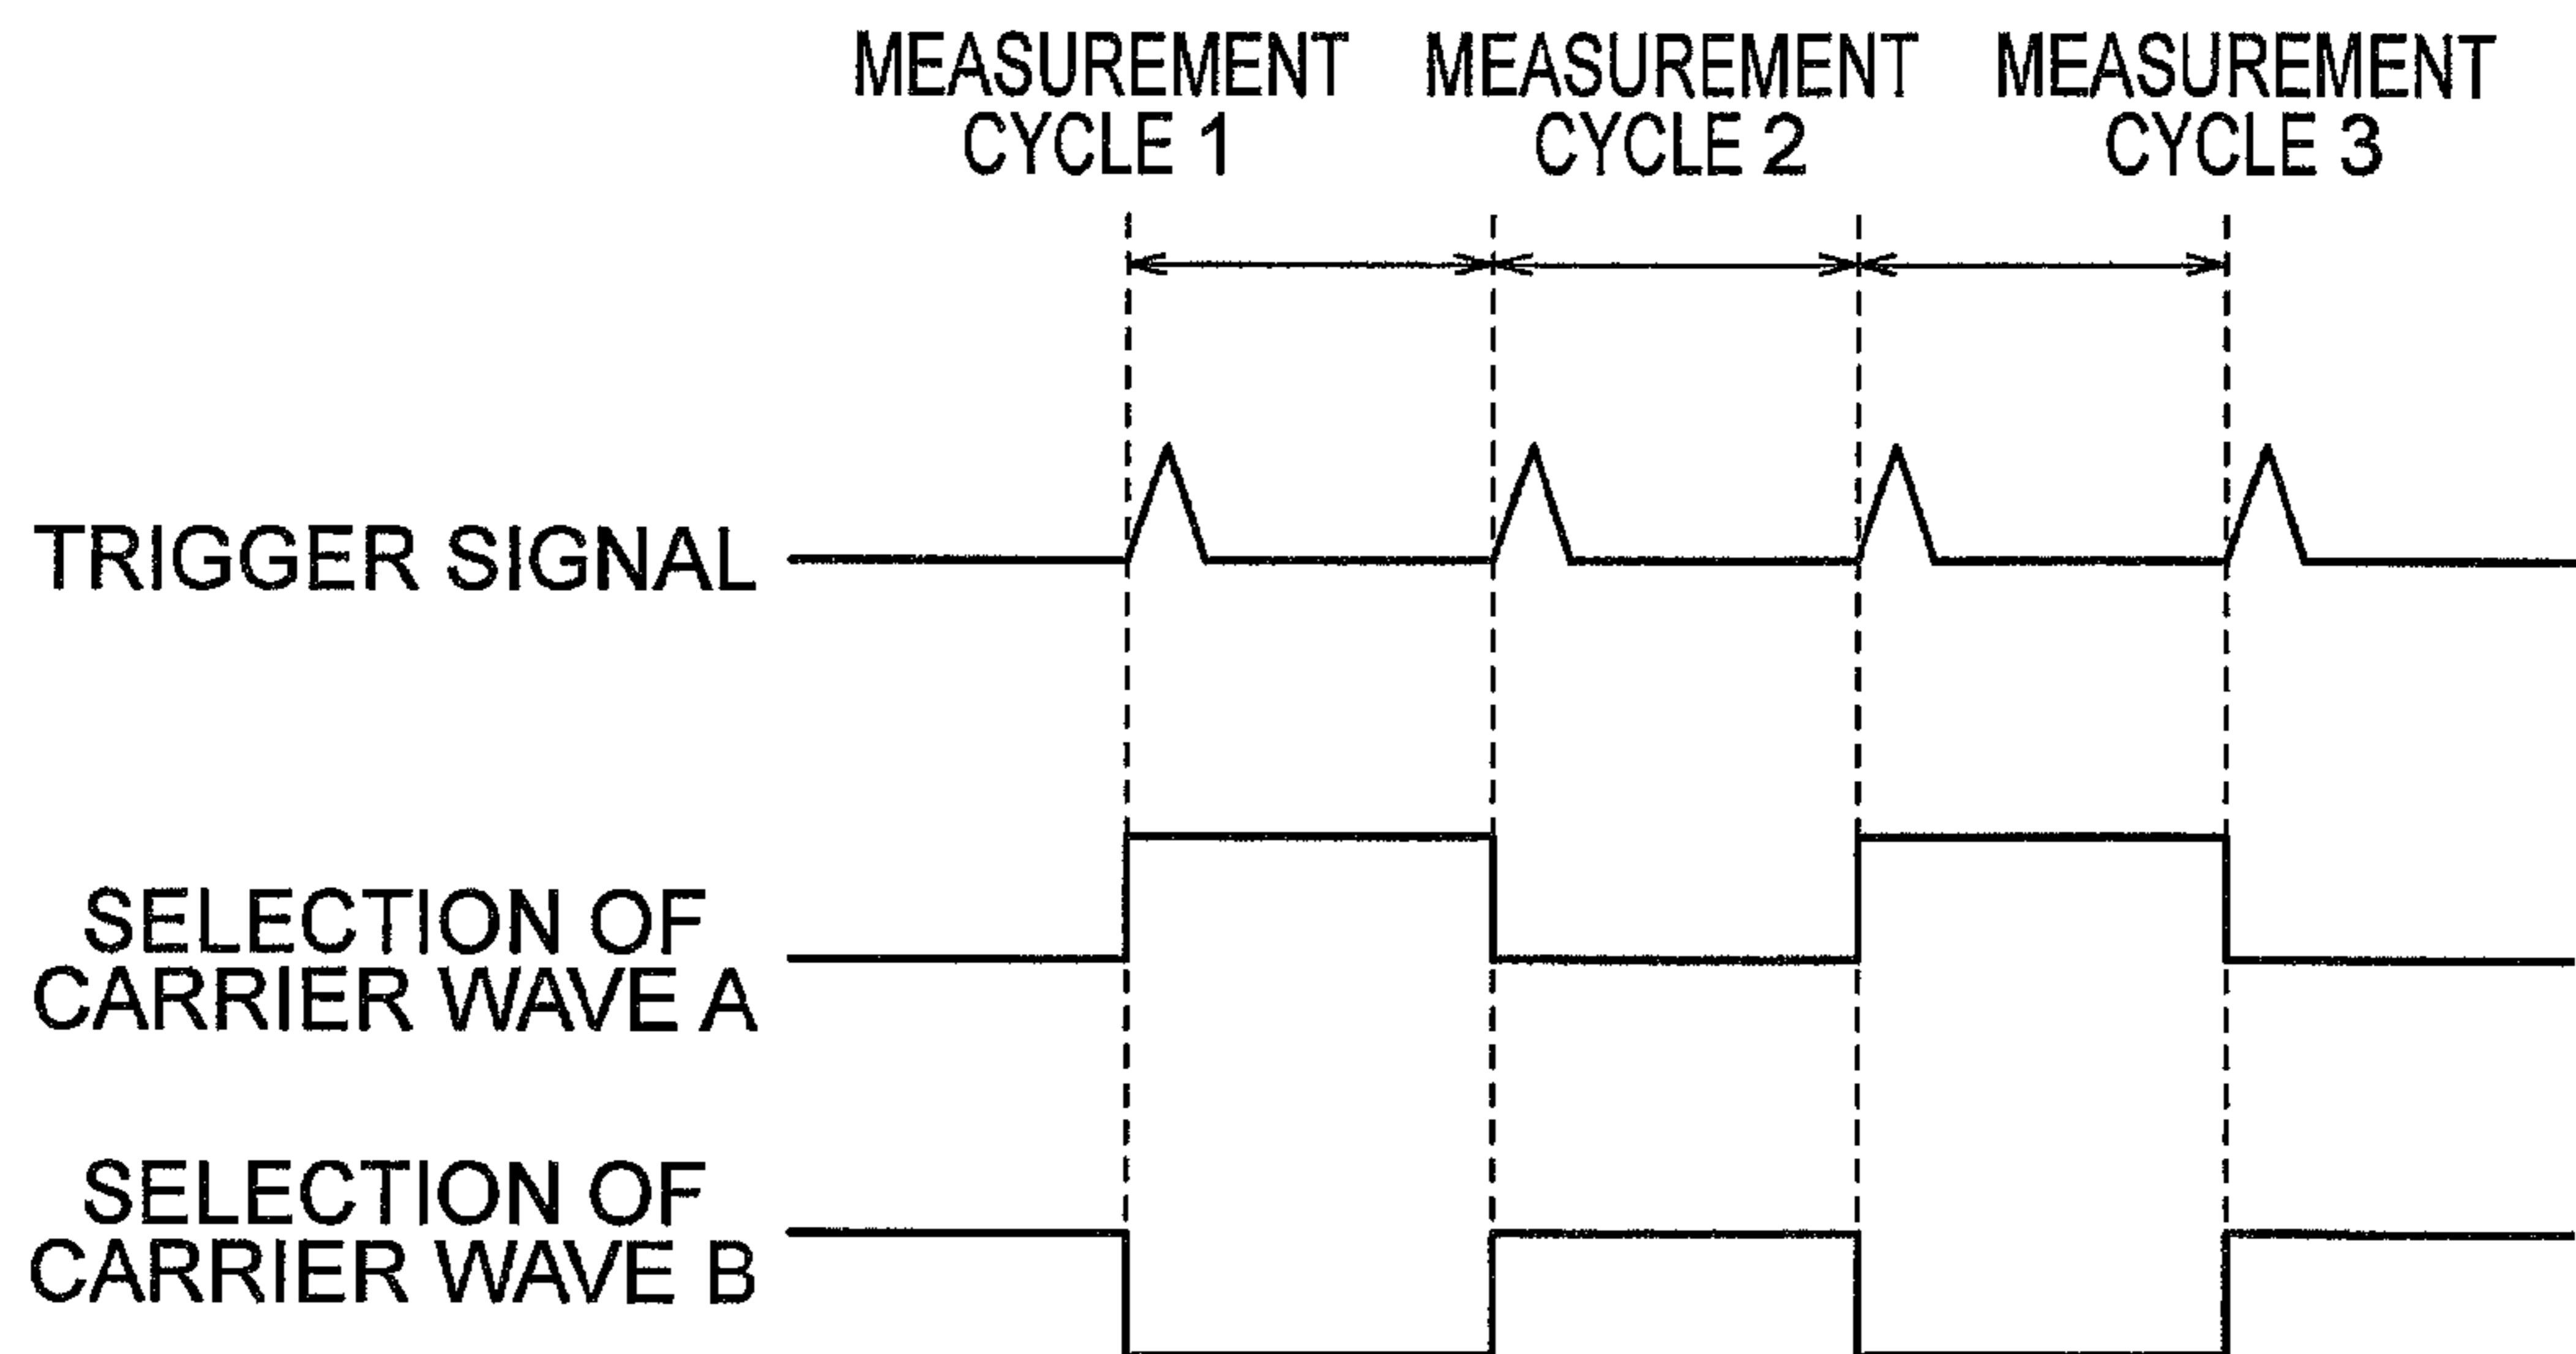 MEASUREMENT
CYCLE 1
MEASUREMENT
CYCLE 2
MEASUREMENT
CYCLE 3
TRIGGER SIGNAL
SELECTION OF
CARRIER WAVE A
SELECTION OF
CARRIER WAVE B